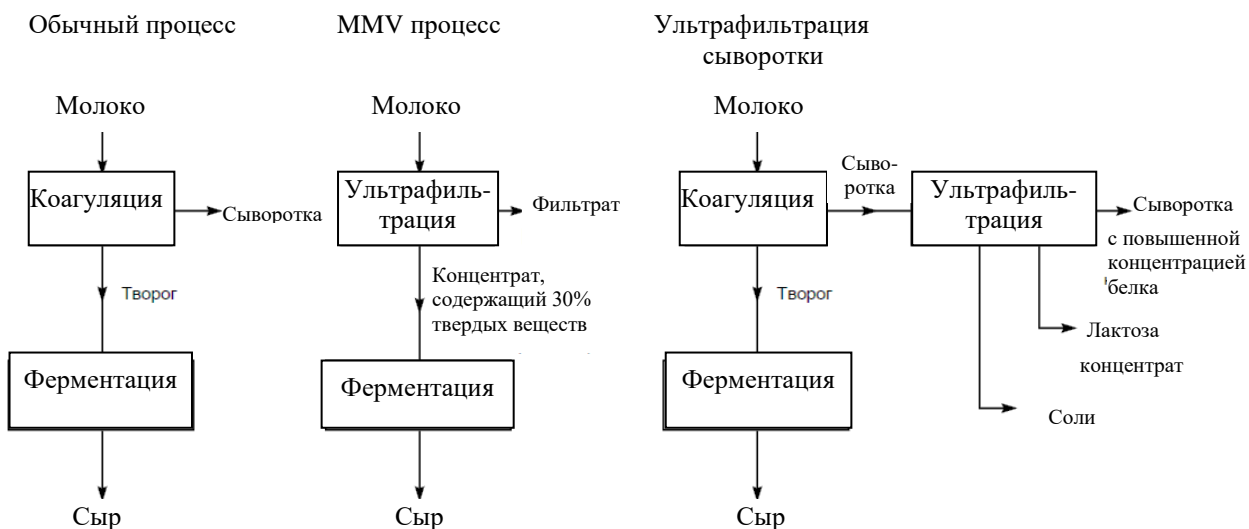 Обычный процесс
Молоко
Коагуляция
Сыворотка
Творог
Ферментация
Сыр
MMV процесс
Молоко
Ультрафиль-
трация
Фильтрат
Концентрат,
содержащий 30%
твердых веществ
Ферментация
Сыр
Ультрафильтрация
сыворотки
Молоко
Коагуляция
Сыво-
ротка
Ультрафиль-
трация
Сыворотка
с повышенной
концентрацией
белка
Лактоза
концентрат
Соли
Творог
Ферментация
Сыр